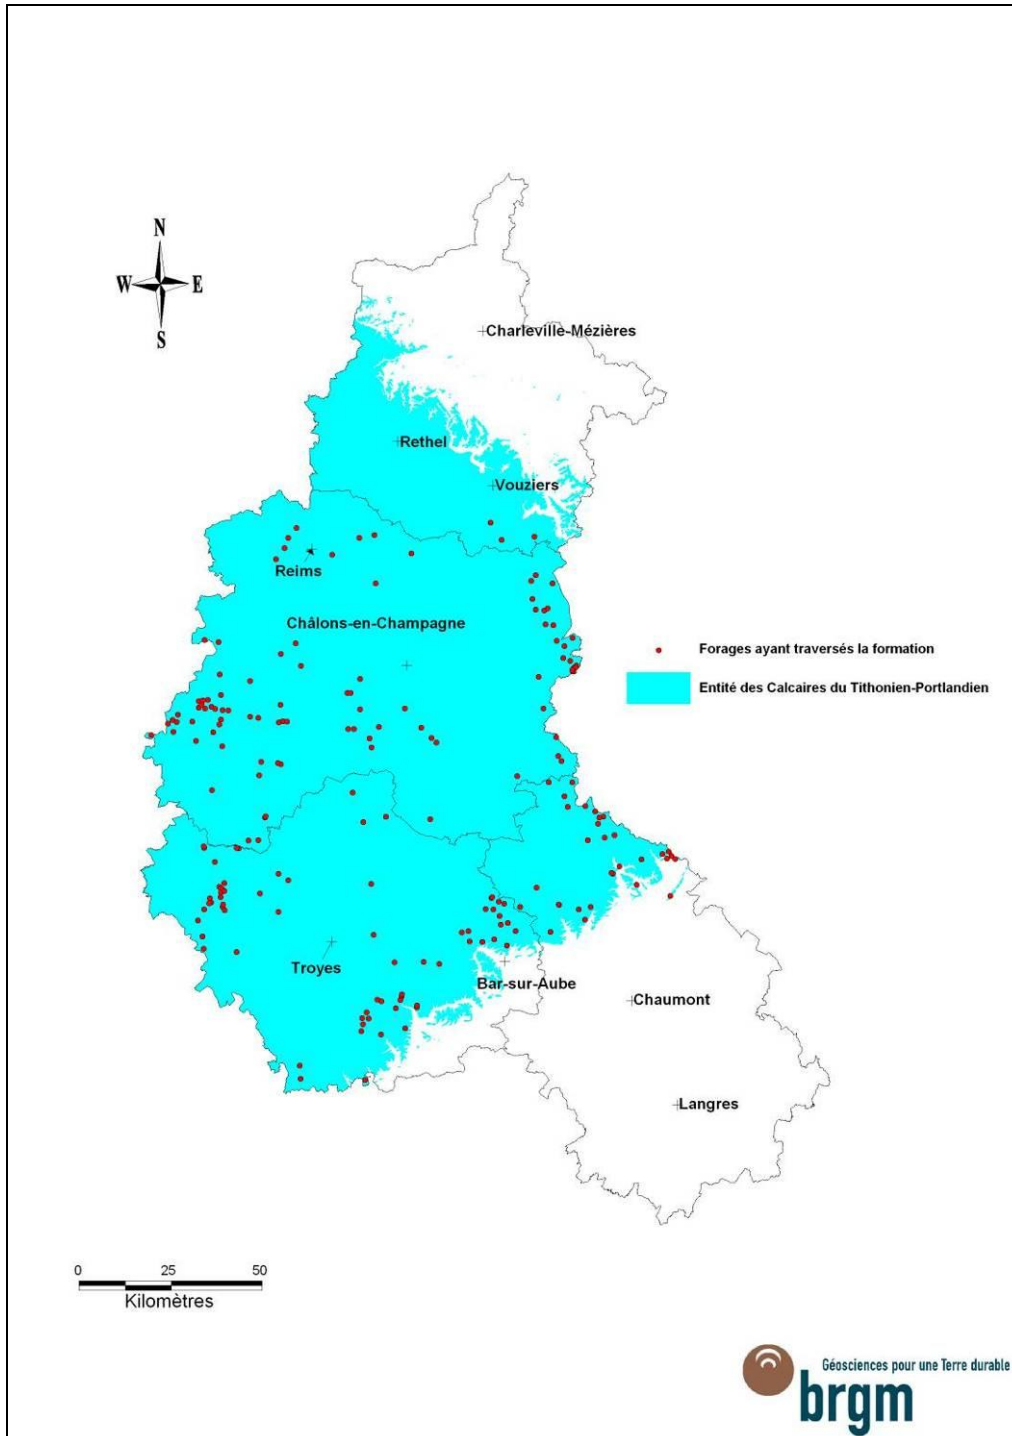 N
W E
S
Charleville-Mézières
Rethel
Vouziers
Reims
Châlons-en-Champagne
Forages ayant traversés la formation
Entité des Calcaires du Tithonien-Portlandien
Troyes
Bar-sur-Aube
Chaumont
Langres
0 25 50
Kilomètres
Géosciences pour une Terre durable
brgm